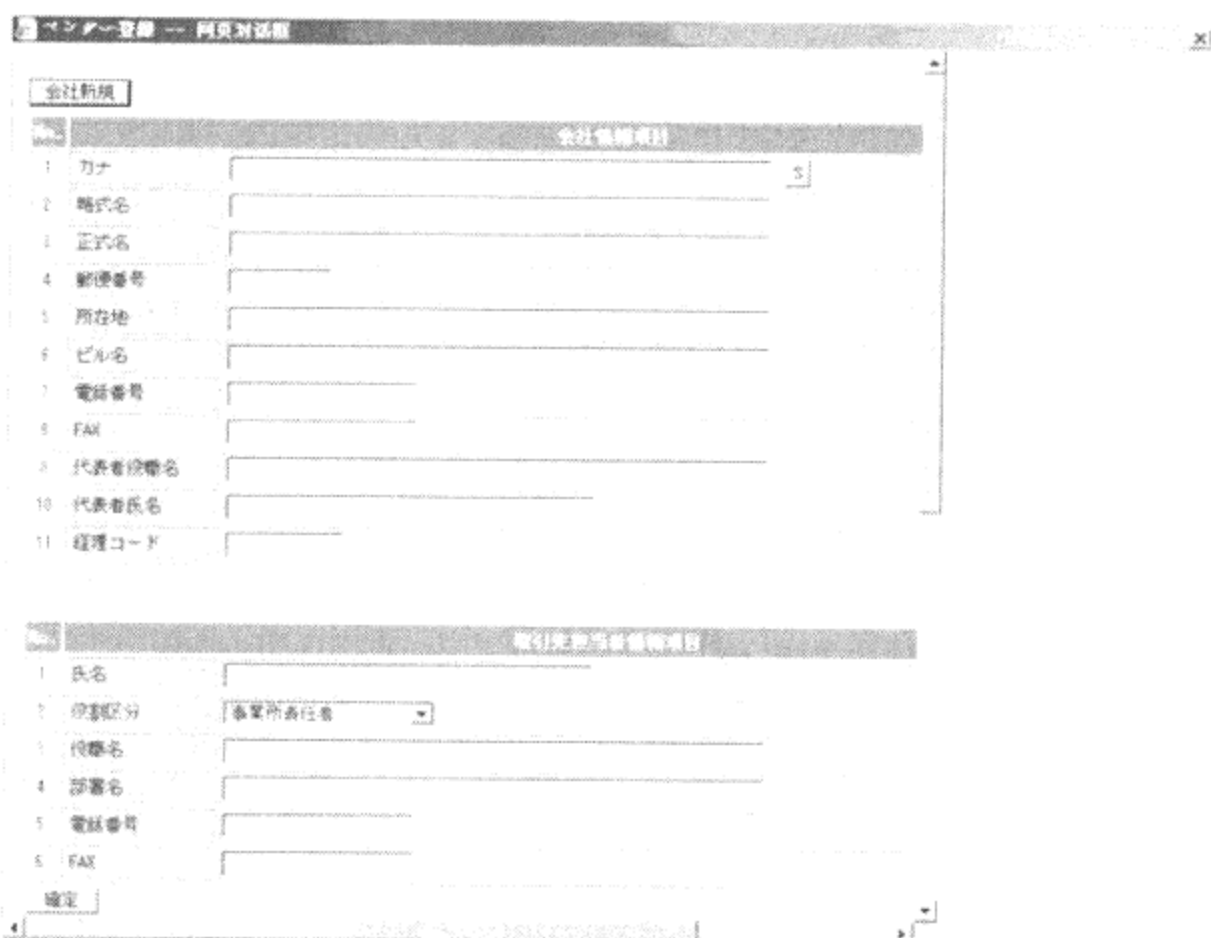 ベンダー登録 -- 网页对话框
会社新規
No. 会社情報項目
1 カナ S
2 略式名
3 正式名
4 郵便番号
5 所在地
6 ビル名
7 電話番号
8 FAX
9 代表者役職名
10 代表者氏名
11 経理コード
No. 取引先担当者情報項目
1 氏名
2 役割区分 事業所責任者
3 役職名
4 部署名
5 電話番号
6 FAX
確定